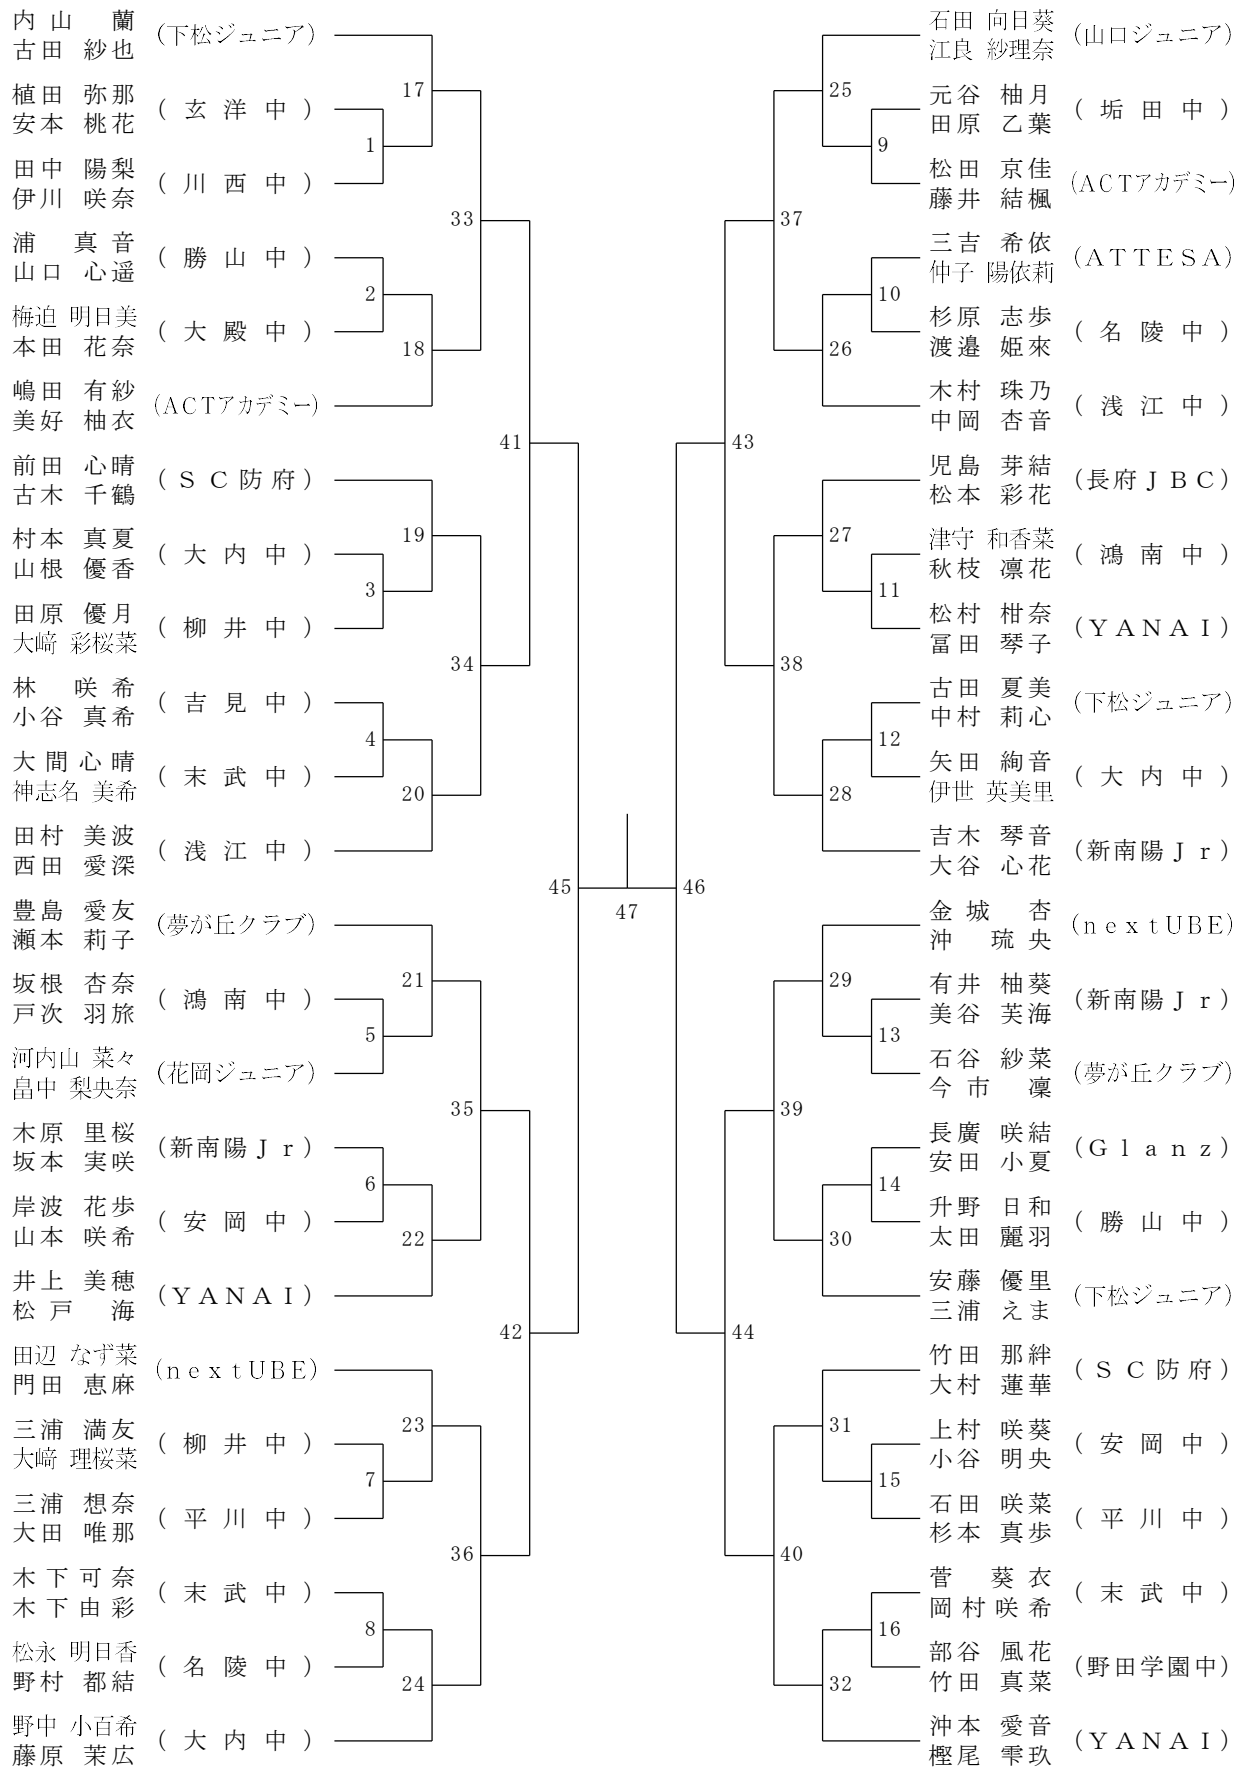 内山 蘭
古田 紗也
(下松ジュニア)
植田 弥那
安本 桃花
(玄洋中)
田中 陽梨
伊川 咲奈
(川西中)
浦 真音
山口 心遥
(勝山中)
梅迫 明日美
本田 花奈
(大殿中)
嶋田 有紗
美好 柚衣
(ACTアカデミー)
前田 心晴
古木 千鶴
(SC防府)
村本 真夏
山根 優香
(大内中)
田原 優月
大﨑 彩桜菜
(柳井中)
林 咲希
小谷 真希
(吉見中)
大間心晴
神志名 美希
(末武中)
田村 美波
西田 愛深
(浅江中)
豊島 愛友
瀬本 莉子
(夢が丘クラブ)
坂根 杏奈
戸次 羽旅
(鴻南中)
河内山 菜々
畠中 梨央奈
(花岡ジュニア)
木原 里桜
坂本 実咲
(新南陽Jr)
岸波 花歩
山本 咲希
(安岡中)
井上 美穂
松戸 海
(YANAI)
田辺 なず菜
門田 恵麻
(nextUBE)
三浦 満友
大﨑 理桜菜
(柳井中)
三浦 想奈
大田 唯那
(平川中)
木下可奈
木下由彩
(末武中)
松永 明日香
野村 都結
(名陵中)
野中 小百希
藤原 茉広
(大内中)
17
1
33
2
18
41
19
3
34
4
20
45
21
5
35
6
22
42
23
7
36
8
24
47
46
25
9
37
10
26
43
27
11
38
12
28
29
13
39
14
30
44
31
15
40
16
32
石田 向日葵
江良 紗理奈
(山口ジュニア)
元谷 柚月
田原 乙葉
(垢田中)
松田 京佳
藤井 結楓
(ACTアカデミー)
三吉 希依
仲子 陽依莉
(ATTESA)
杉原 志歩
渡邉 姫來
(名陵中)
木村 珠乃
中岡 杏音
(浅江中)
児島 芽結
松本 彩花
(長府JBC)
津守 和香菜
秋枝 凛花
(鴻南中)
松村 柑奈
冨田 琴子
(YANAI)
古田 夏美
中村 莉心
(下松ジュニア)
矢田 絢音
伊世 英美里
(大内中)
吉木 琴音
大谷 心花
(新南陽Jr)
金城 杏
沖 琉央
(nextUBE)
有井 柚葵
美谷 芙海
(新南陽Jr)
石谷 紗菜
今市 凜
(夢が丘クラブ)
長廣 咲結
安田 小夏
(Glanz)
升野 日和
太田 麗羽
(勝山中)
安藤 優里
三浦 えま
(下松ジュニア)
竹田 那絆
大村 蓮華
(SC防府)
上村 咲葵
小谷 明央
(安岡中)
石田 咲菜
杉本 真歩
(平川中)
菅 葵衣
岡村咲希
(末武中)
部谷 風花
竹田 真菜
(野田学園中)
沖本 愛音
樫尾 雫玖
(YANAI)